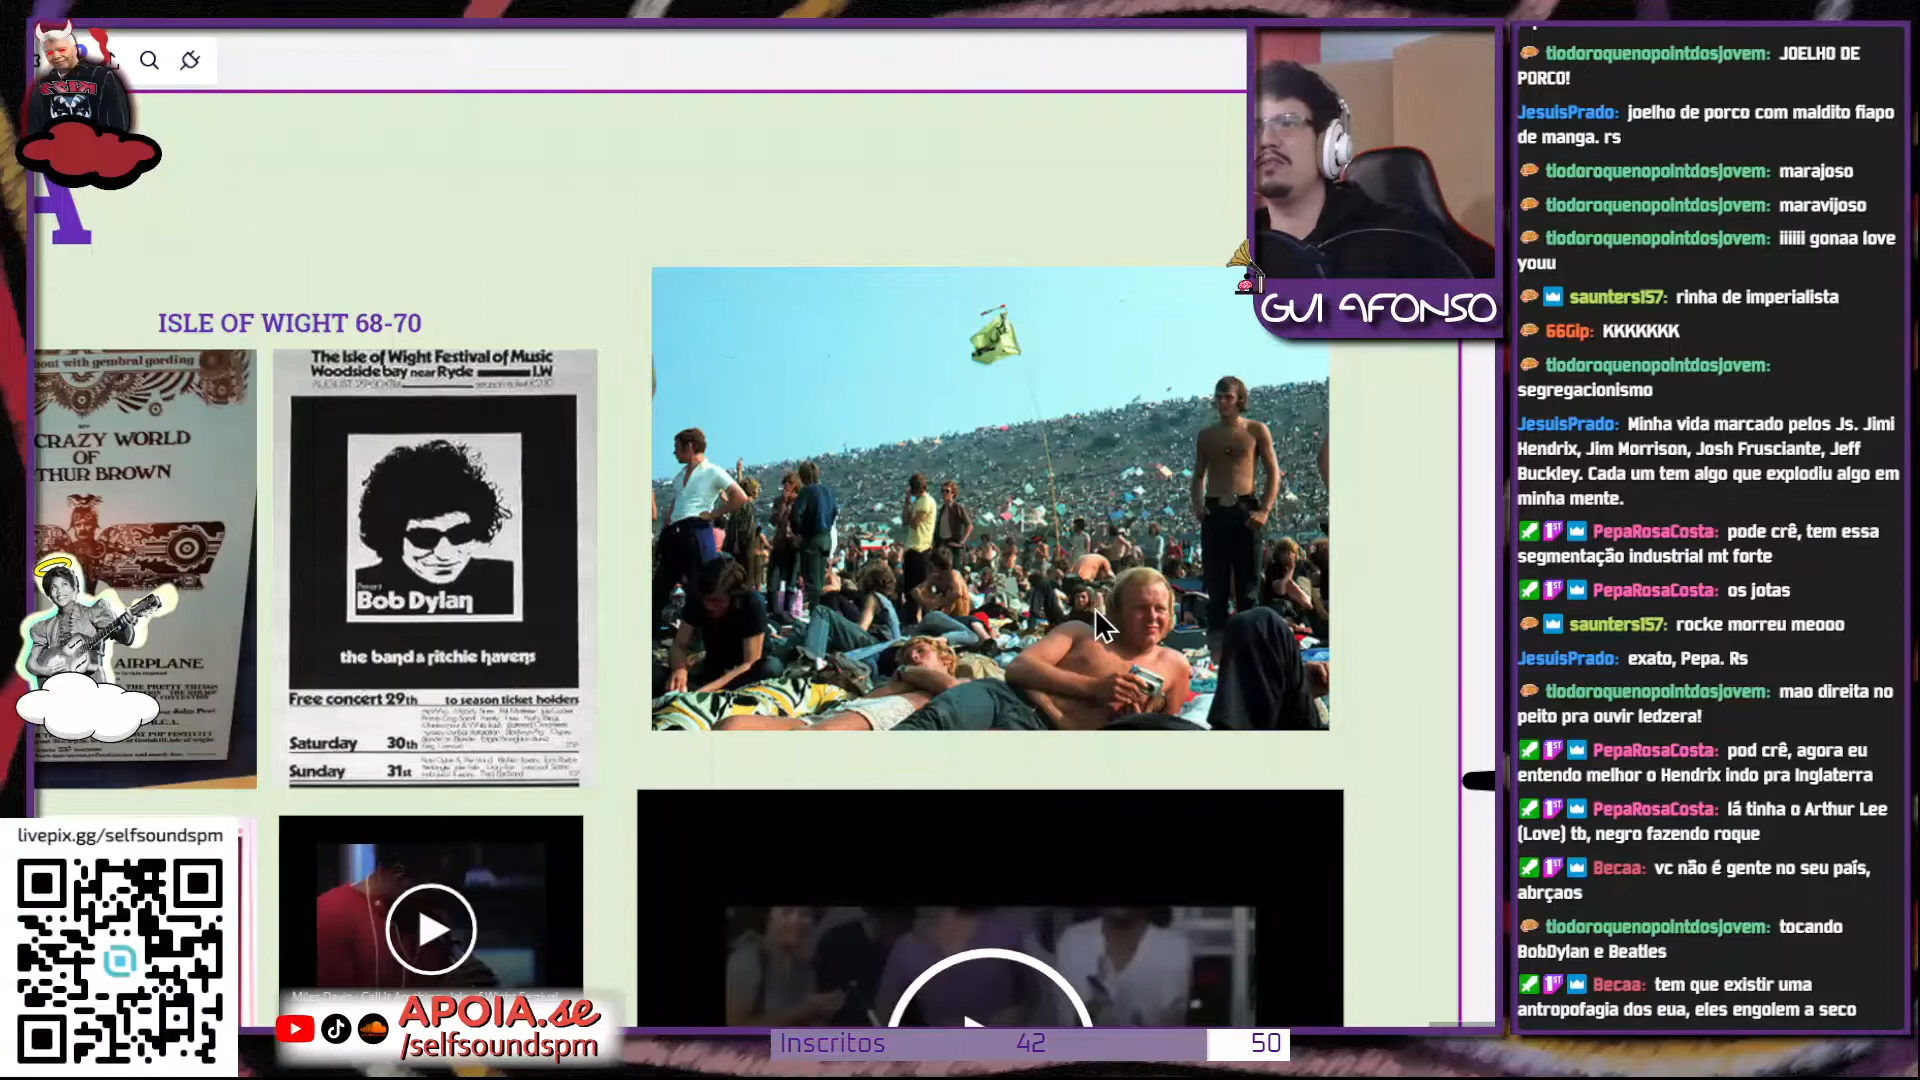 A
ISLE OF WIGHT 68-70
CRAZY WORLD
OF
THUR BROWN
AIRPLANE
THE PRETTY THINGS
The Isle of Wight Festival of Music
Woodside bay near Ryde I.W
Bob Dylan
the band & ritchie havens
Free concert 29th to season ticket holders
Saturday 30th
Sunday 31st
GUI AFONSO
livepix.gg/selfsoundspm
APOIA.se
/selfsoundspm
Inscritos 42 50
tiodoroquenopointdosjovem: JOELHO DE
PORCO!
JesuisPrado: joelho de porco com maldito fiapo
de manga. rs
tiodoroquenopointdosjovem: marajoso
tiodoroquenopointdosjovem: maravijoso
tiodoroquenopointdosjovem: iiiiii gonaa love
youu
saunters157: rinha de imperialista
66Glp: KKKKKKK
tiodoroquenopointdosjovem:
segregacionismo
JesuisPrado: Minha vida marcado pelos Js. Jimi
Hendrix, Jim Morrison, Josh Frusciante, Jeff
Buckley. Cada um tem algo que explodiu algo em
minha mente.
PepaRosaCosta: pode crê, tem essa
segmentação industrial mt forte
PepaRosaCosta: os jotas
saunters157: rocke morreu meooo
JesuisPrado: exato, Pepa. Rs
tiodoroquenopointdosjovem: mao direita no
peito pra ouvir ledzera!
PepaRosaCosta: pod crê, agora eu
entendo melhor o Hendrix indo pra Inglaterra
PepaRosaCosta: lá tinha o Arthur Lee
(Love) tb, negro fazendo roque
Becaa: vc não é gente no seu país,
abrçaos
tiodoroquenopointdosjovem: tocando
BobDylan e Beatles
Becaa: tem que existir uma
antropofagia dos eua, eles engolem a seco